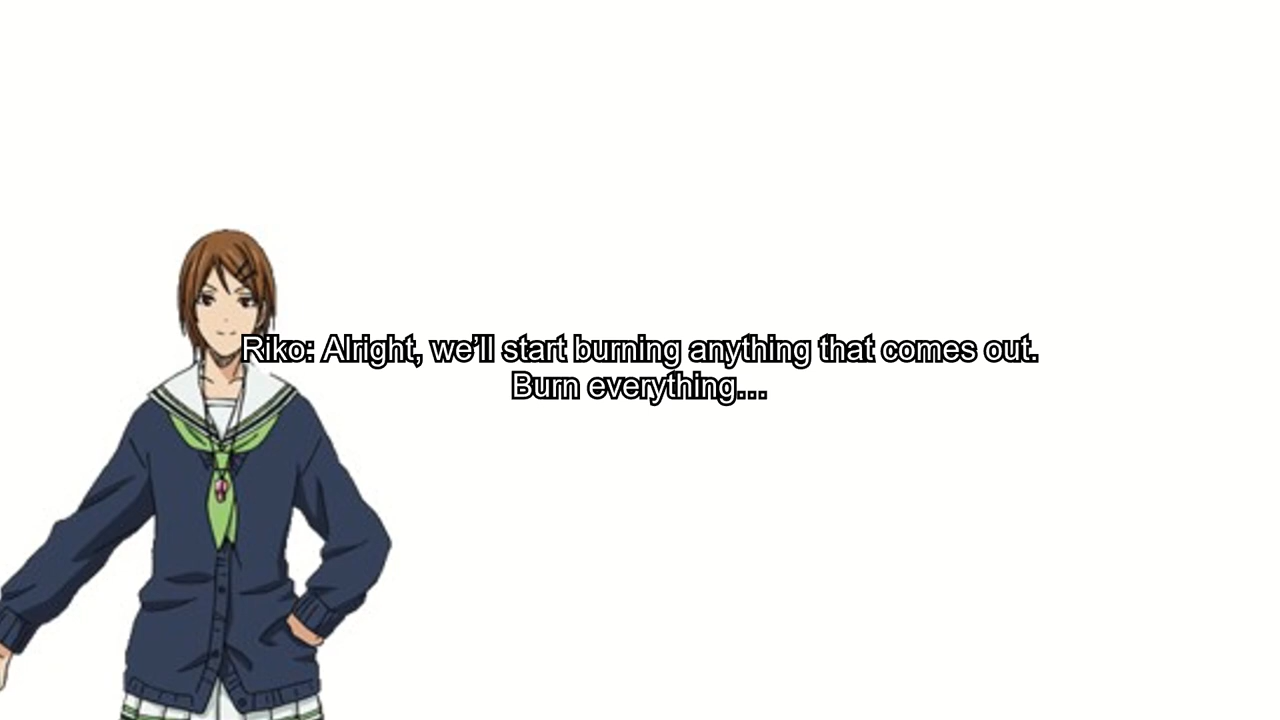 Riko: Alright, we’ll start burning anything that comes out.
Burn everything…